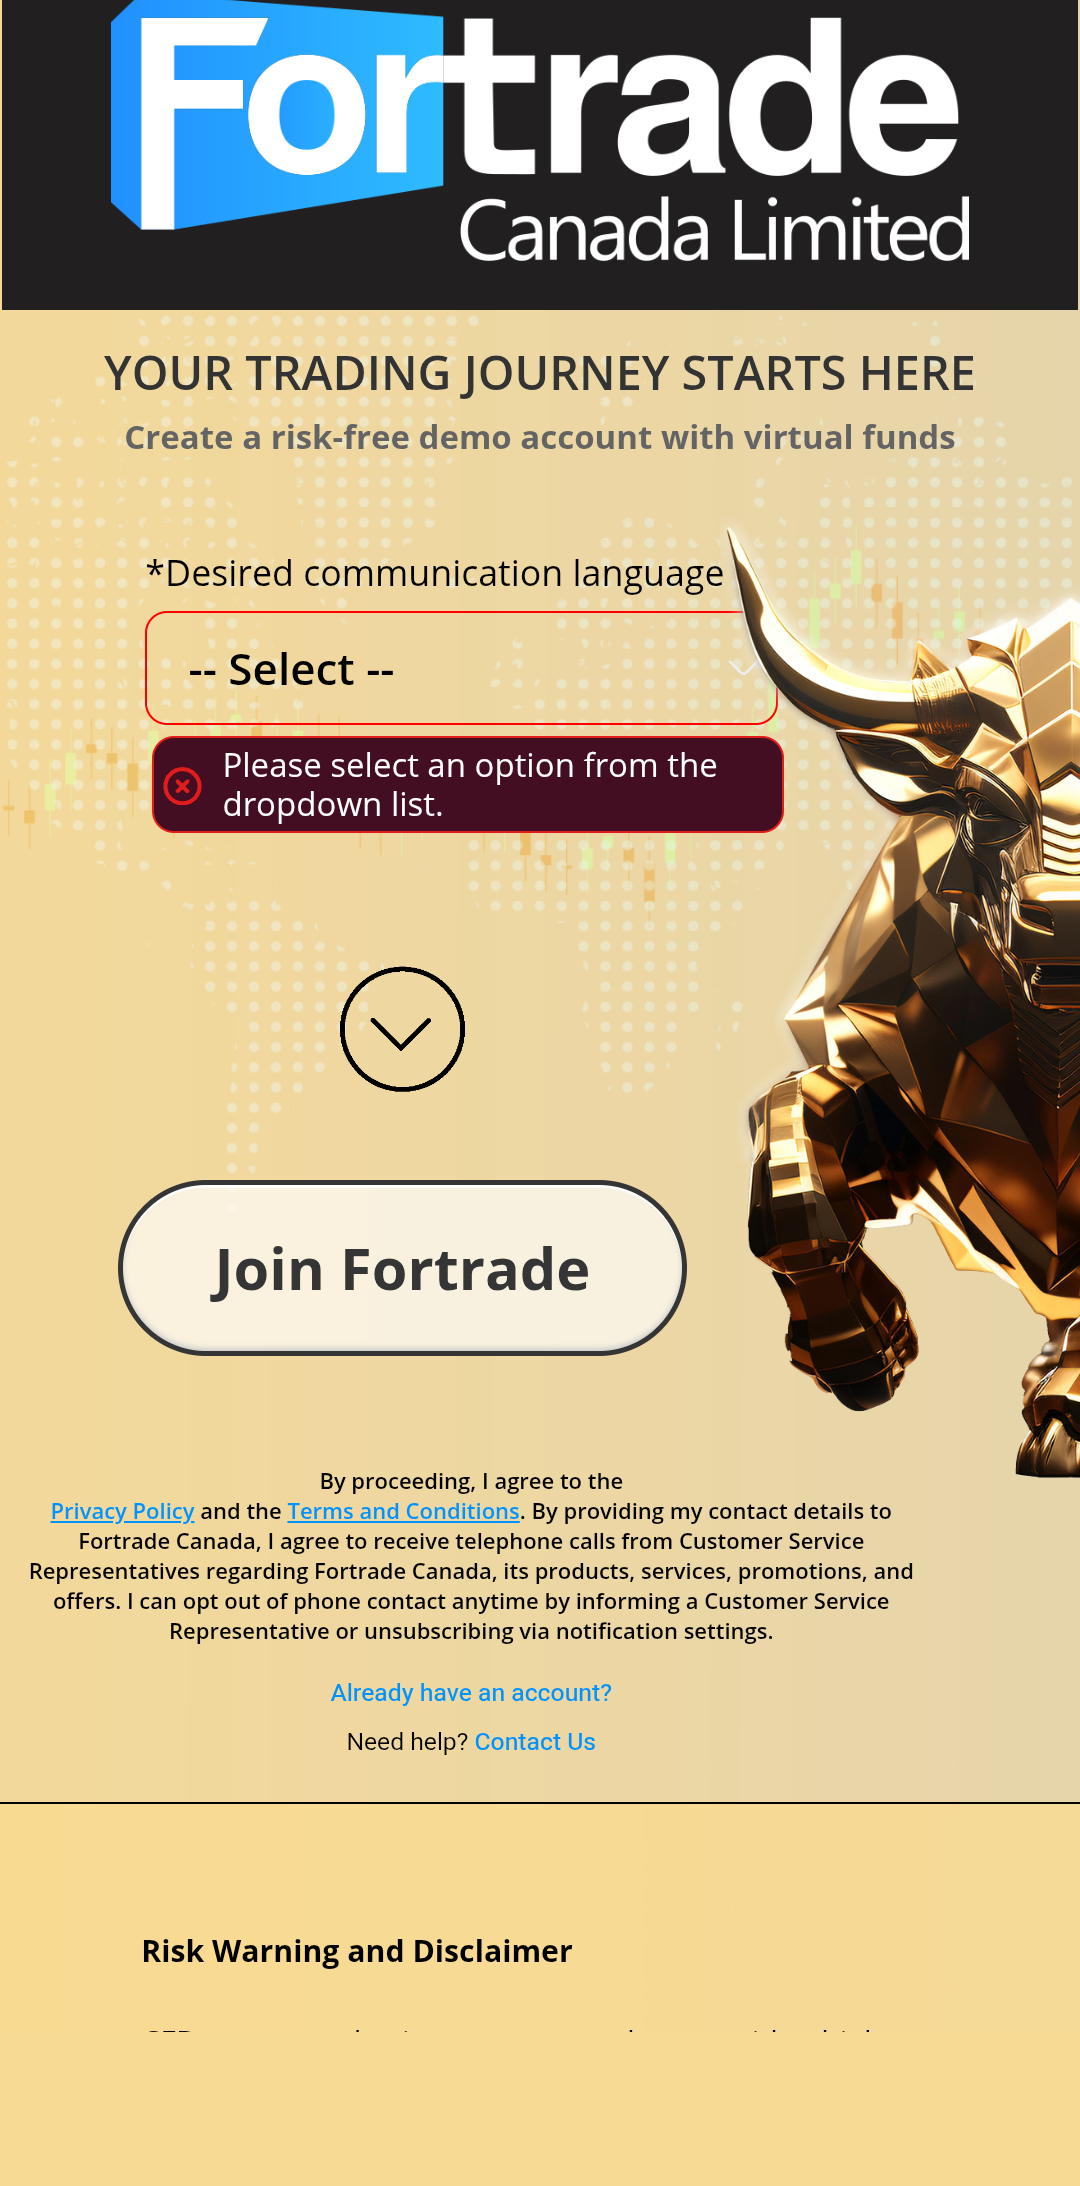 Fortrade
Canada Limited
YOUR TRADING JOURNEY STARTS HERE
Create a risk-free demo account with virtual funds
*Desired communication language
-- Select --
Please select an option from the
dropdown list.
Join Fortrade
By proceeding, I agree to the
Privacy Policy and the Terms and Conditions. By providing my contact details to
Fortrade Canada, I agree to receive telephone calls from Customer Service
Representatives regarding Fortrade Canada, its products, services, promotions, and
offers. I can opt out of phone contact anytime by informing a Customer Service
Representative or unsubscribing via notification settings.
Already have an account?
Need help? Contact Us
Risk Warning and Disclaimer